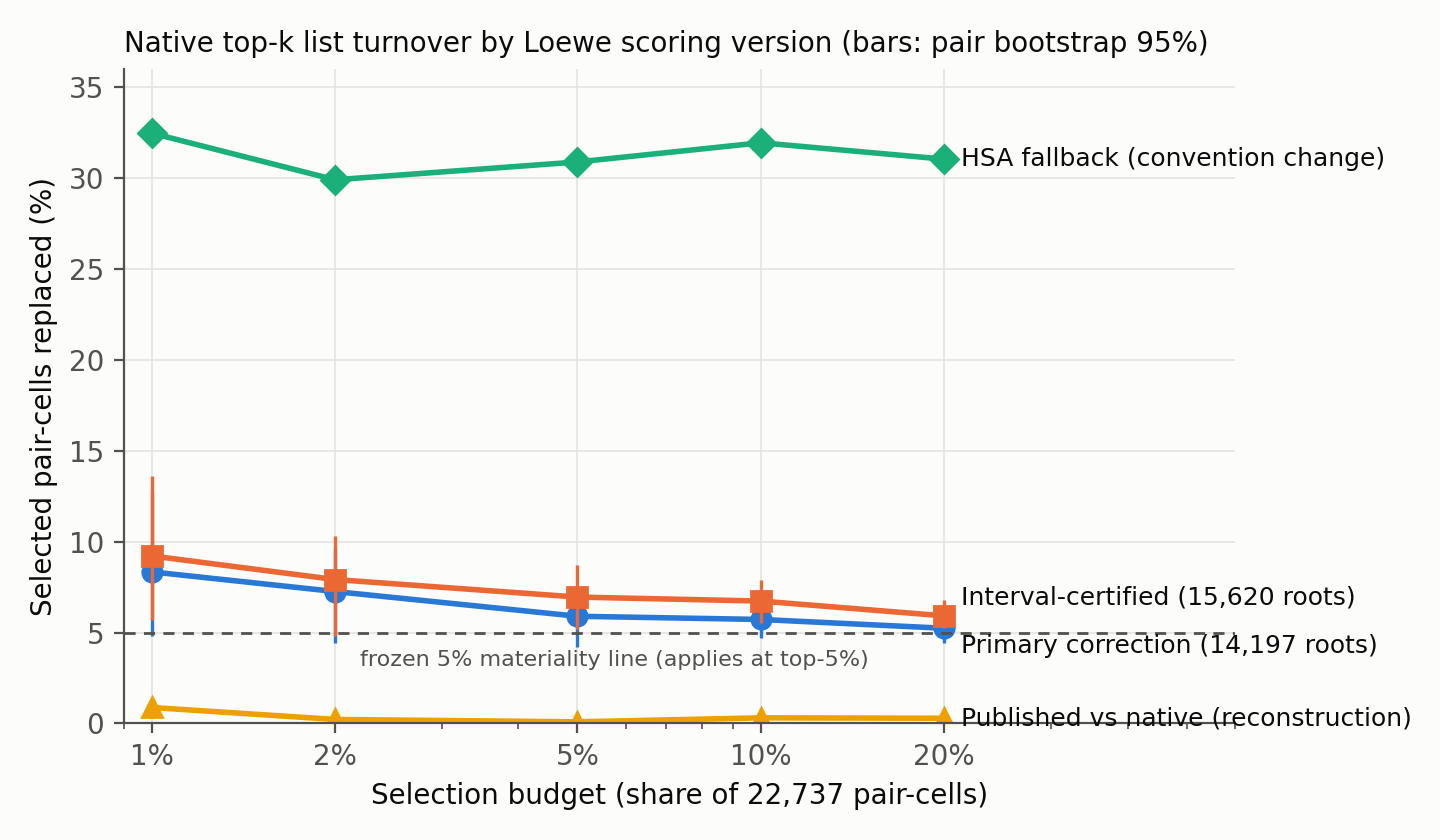 Native top-k list turnover by Loewe scoring version (bars: pair bootstrap 95%)
Selected pair-cells replaced (%)
35
30
25
20
15
10
5
0
HSA fallback (convention change)
Interval-certified (15,620 roots)
Primary correction (14,197 roots)
frozen 5% materiality line (applies at top-5%)
Published vs native (reconstruction)
1%
2%
5%
10%
20%
Selection budget (share of 22,737 pair-cells)